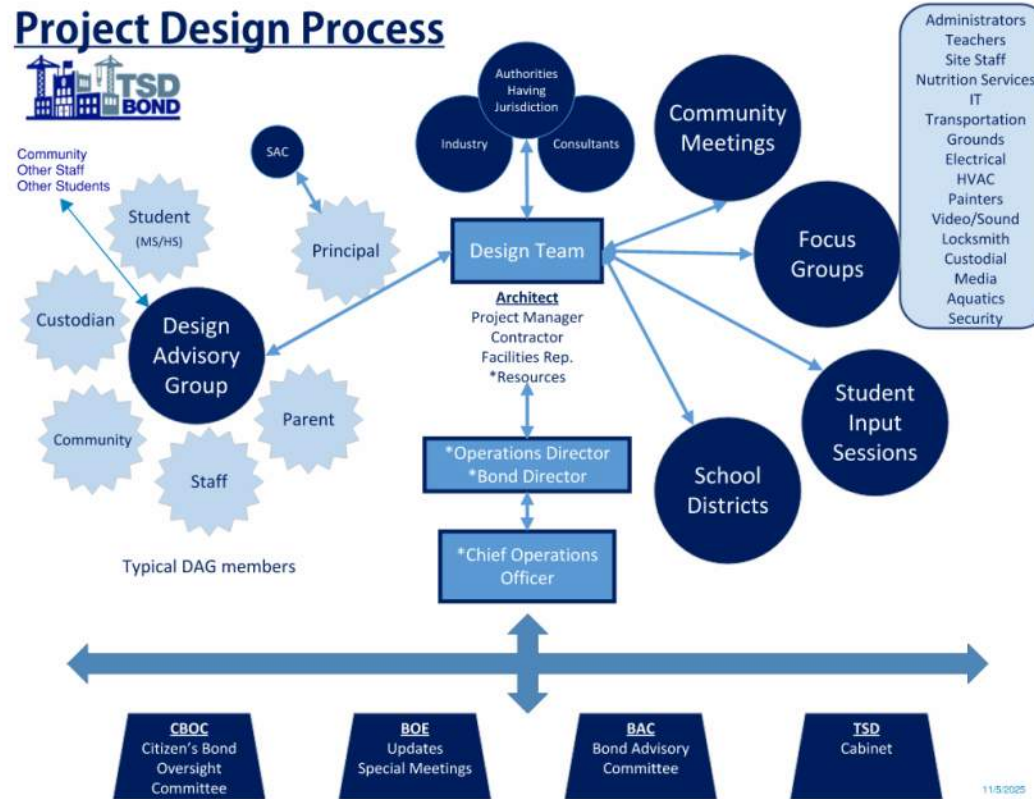 Project Design Process
TSD
BOND
Community
Other Staff
Other Students
SAC
Student
(MS/HS)
Principal
Custodian
Design
Advisory
Group
Community
Parent
Staff
Typical DAG members
Authorities
Having
Jurisdiction
Industry
Consultants
Design Team
Architect
Project Manager
Contractor
Facilities Rep.
*Resources
*Operations Director
*Bond Director
*Chief Operations
Officer
Community
Meetings
Focus
Groups
Student
Input
Sessions
School
Districts
Administrators
Teachers
Site Staff
Nutrition Services
IT
Transportation
Grounds
Electrical
HVAC
Painters
Video/Sound
Locksmith
Custodial
Media
Aquatics
Security
CBOC
Citizen's Bond
Oversight
Committee
BOE
Updates
Special Meetings
BAC
Bond Advisory
Committee
TSD
Cabinet
11/5/2025